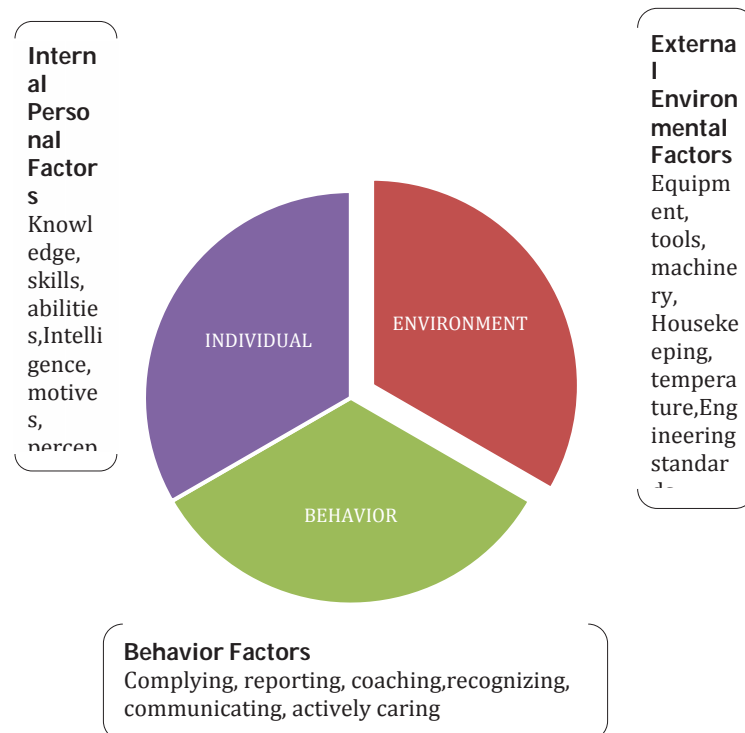 Intern
al
Perso
nal
Factor
s
Knowl
edge,
skills,
abilitie
s,Intelli
gence,
motive
s,
percep
Externa
l
Environ
mental
Factors
Equipm
ent,
tools,
machine
ry,
Houseke
eping,
tempera
ture,Eng
ineering
standar
INDIVIDUAL
ENVIRONMENT
BEHAVIOR
Behavior Factors
Complying, reporting, coaching,recognizing,
communicating, actively caring